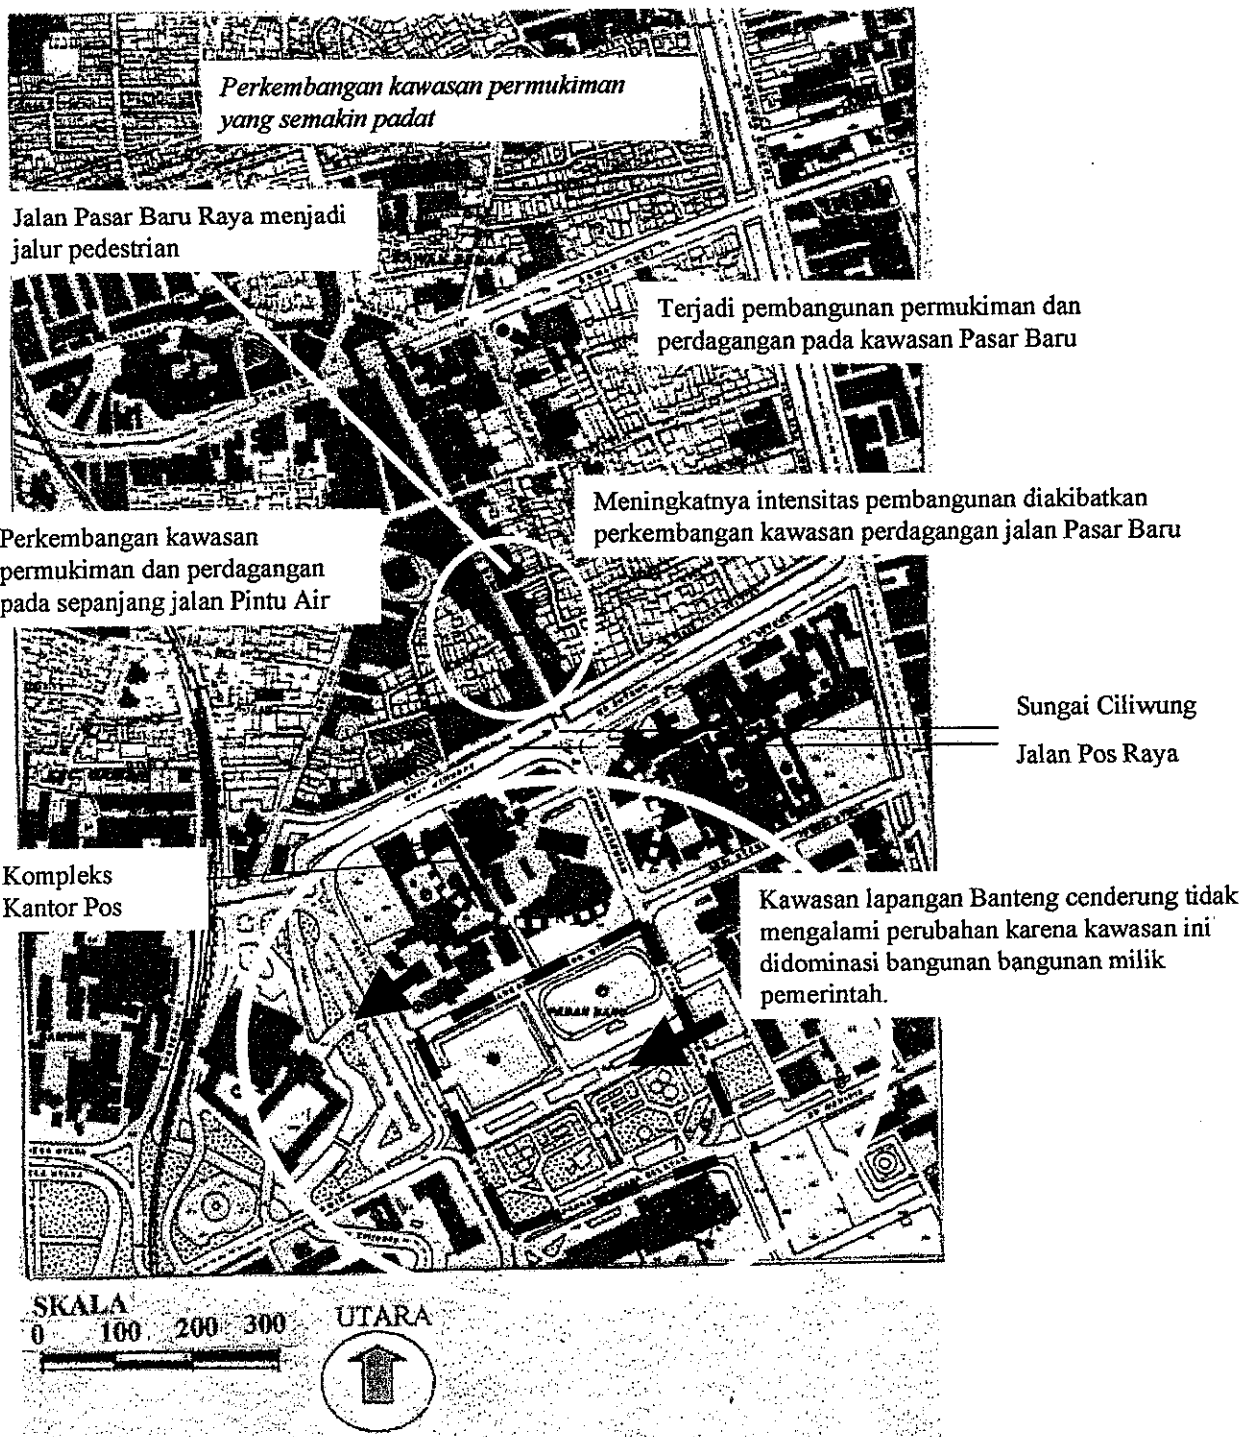 Perkembangan kawasan permukiman
yang semakin padat
Jalan Pasar Baru Raya menjadi
jalur pedestrian
Terjadi pembangunan permukiman dan
perdagangan pada kawasan Pasar Baru
Meningkatnya intensitas pembangunan diakibatkan
perkembangan kawasan perdagangan jalan Pasar Baru
Perkembangan kawasan
permukiman dan perdagangan
pada sepanjang jalan Pintu Air
Sungai Ciliwung
Jalan Pos Raya
Kompleks
Kantor Pos
Kawasan lapangan Banteng cenderung tidak
mengalami perubahan karena kawasan ini
didominasi bangunan bangunan milik
pemerintah.
SKALA
0 100 200 300
UTARA